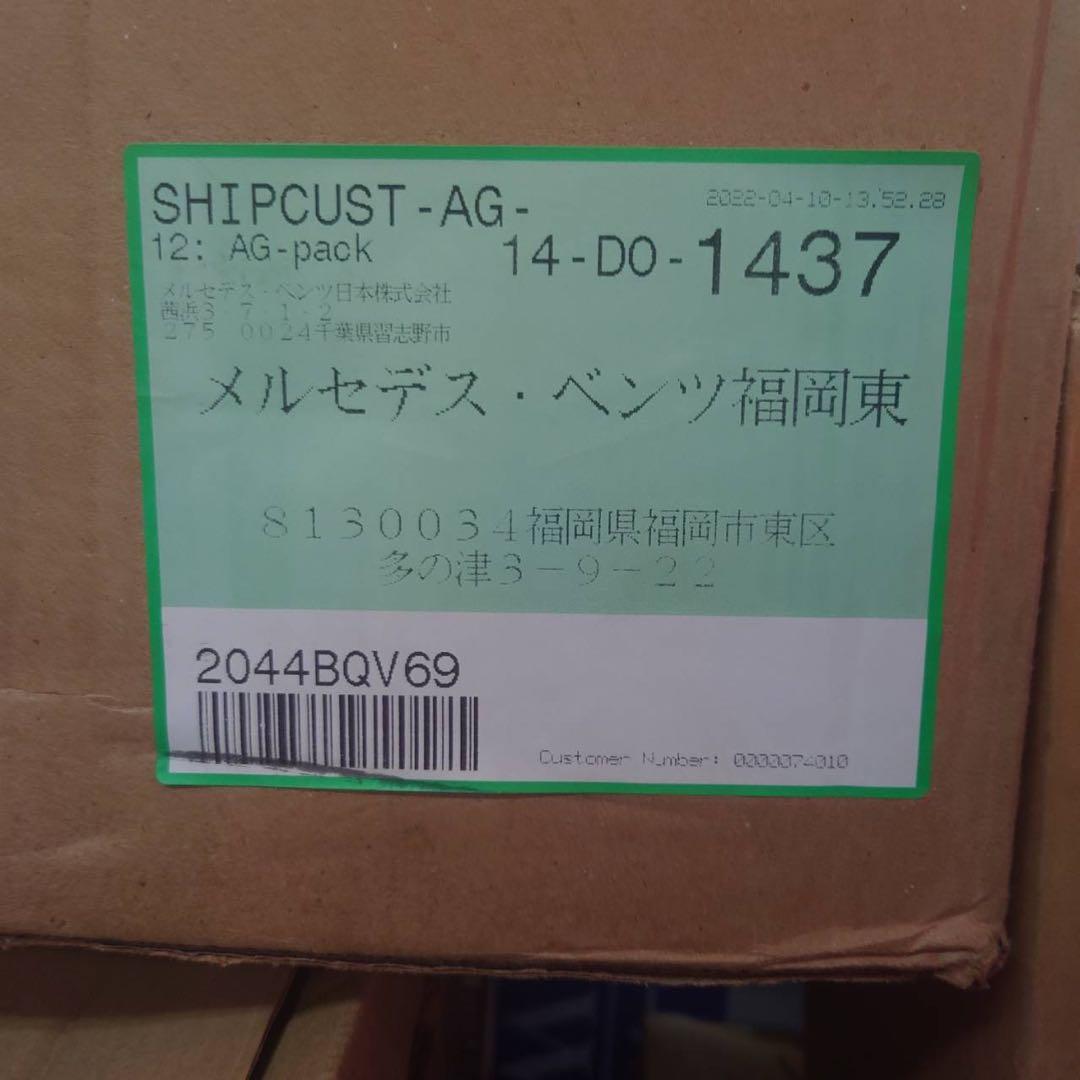 SHIPCUST-AG-
2022-04-10-13.52.28
12: AG-pack
14-DO-1437
メルセデス・ベンツ日本株式会社
茜浜3-7-1-2
275 0024千葉県習志野市
メルセデス・ベンツ福岡東
8130034福岡県福岡市東区
多の津3-9-22
2044BQV69
Customer Number: 0000074010